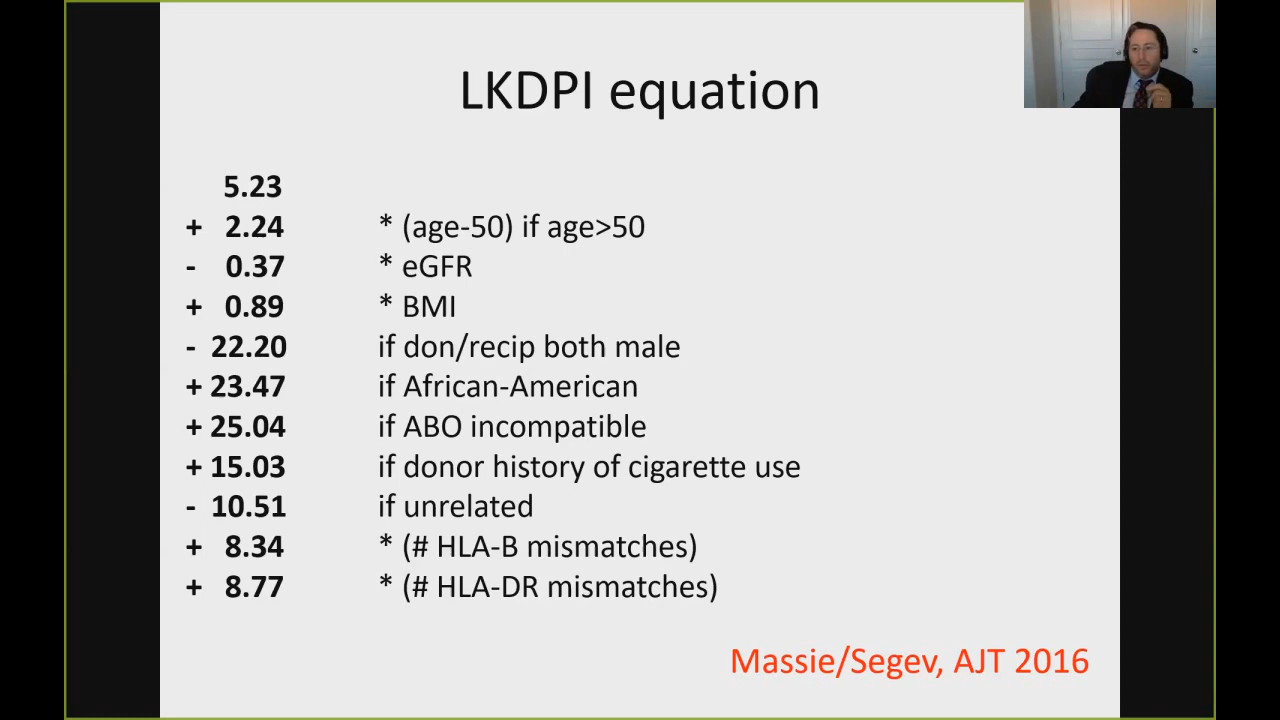 LKDPI equation
5.23
+ 2.24 * (age-50) if age>50
- 0.37 * eGFR
+ 0.89 * BMI
- 22.20 if don/recip both male
+ 23.47 if African-American
+ 25.04 if ABO incompatible
+ 15.03 if donor history of cigarette use
- 10.51 if unrelated
+ 8.34 * (# HLA-B mismatches)
+ 8.77 * (# HLA-DR mismatches)
Massie/Segev, AJT 2016